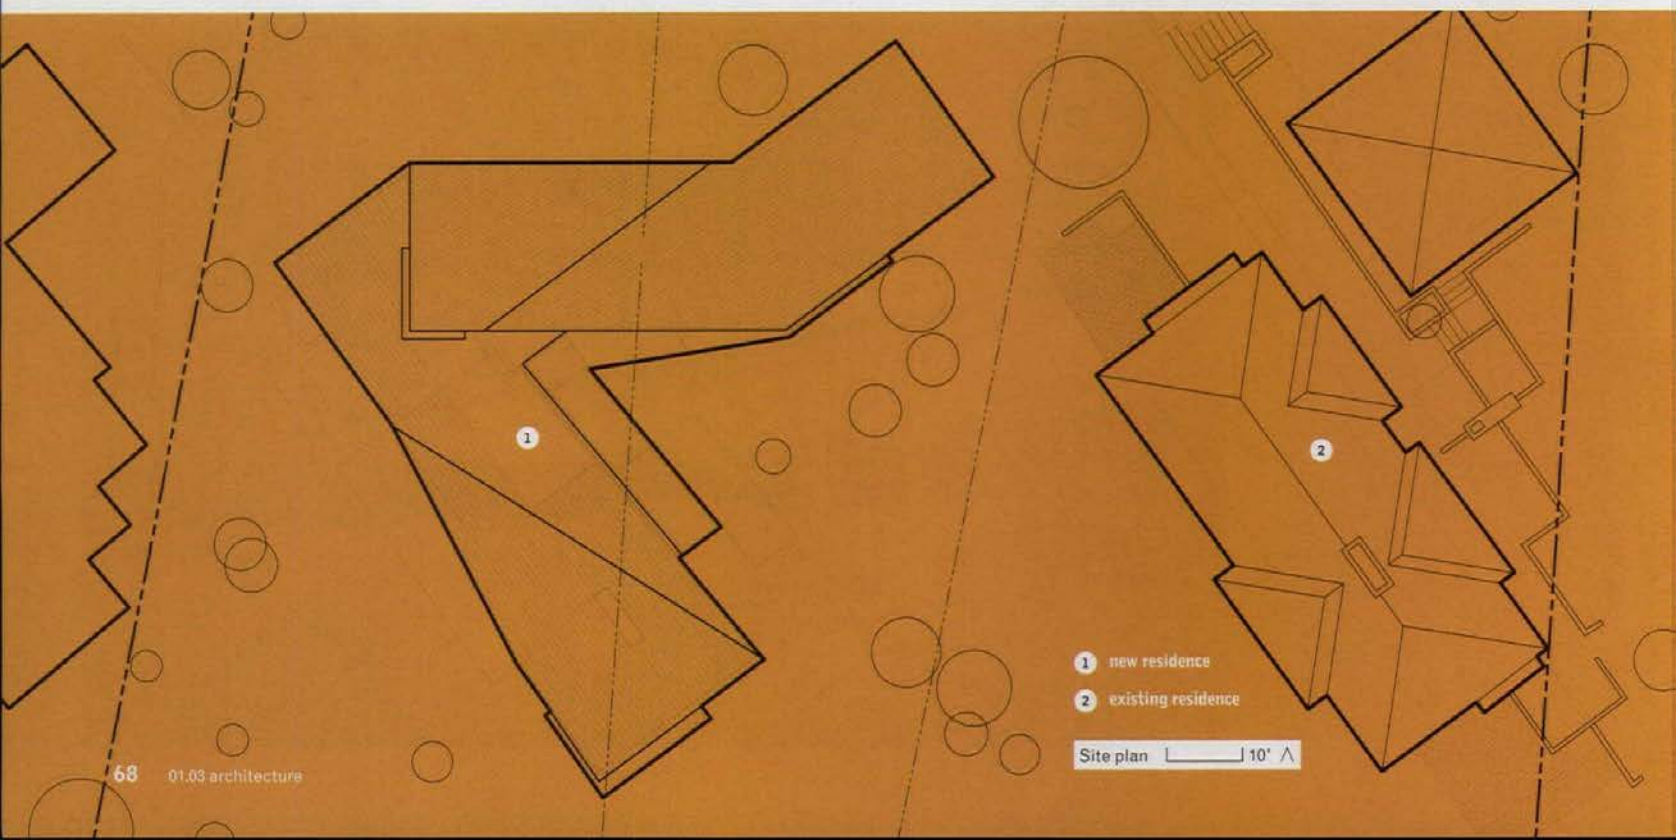 1
2
1 new residence
2 existing residence
Site plan 10'
68 01.03 architecture